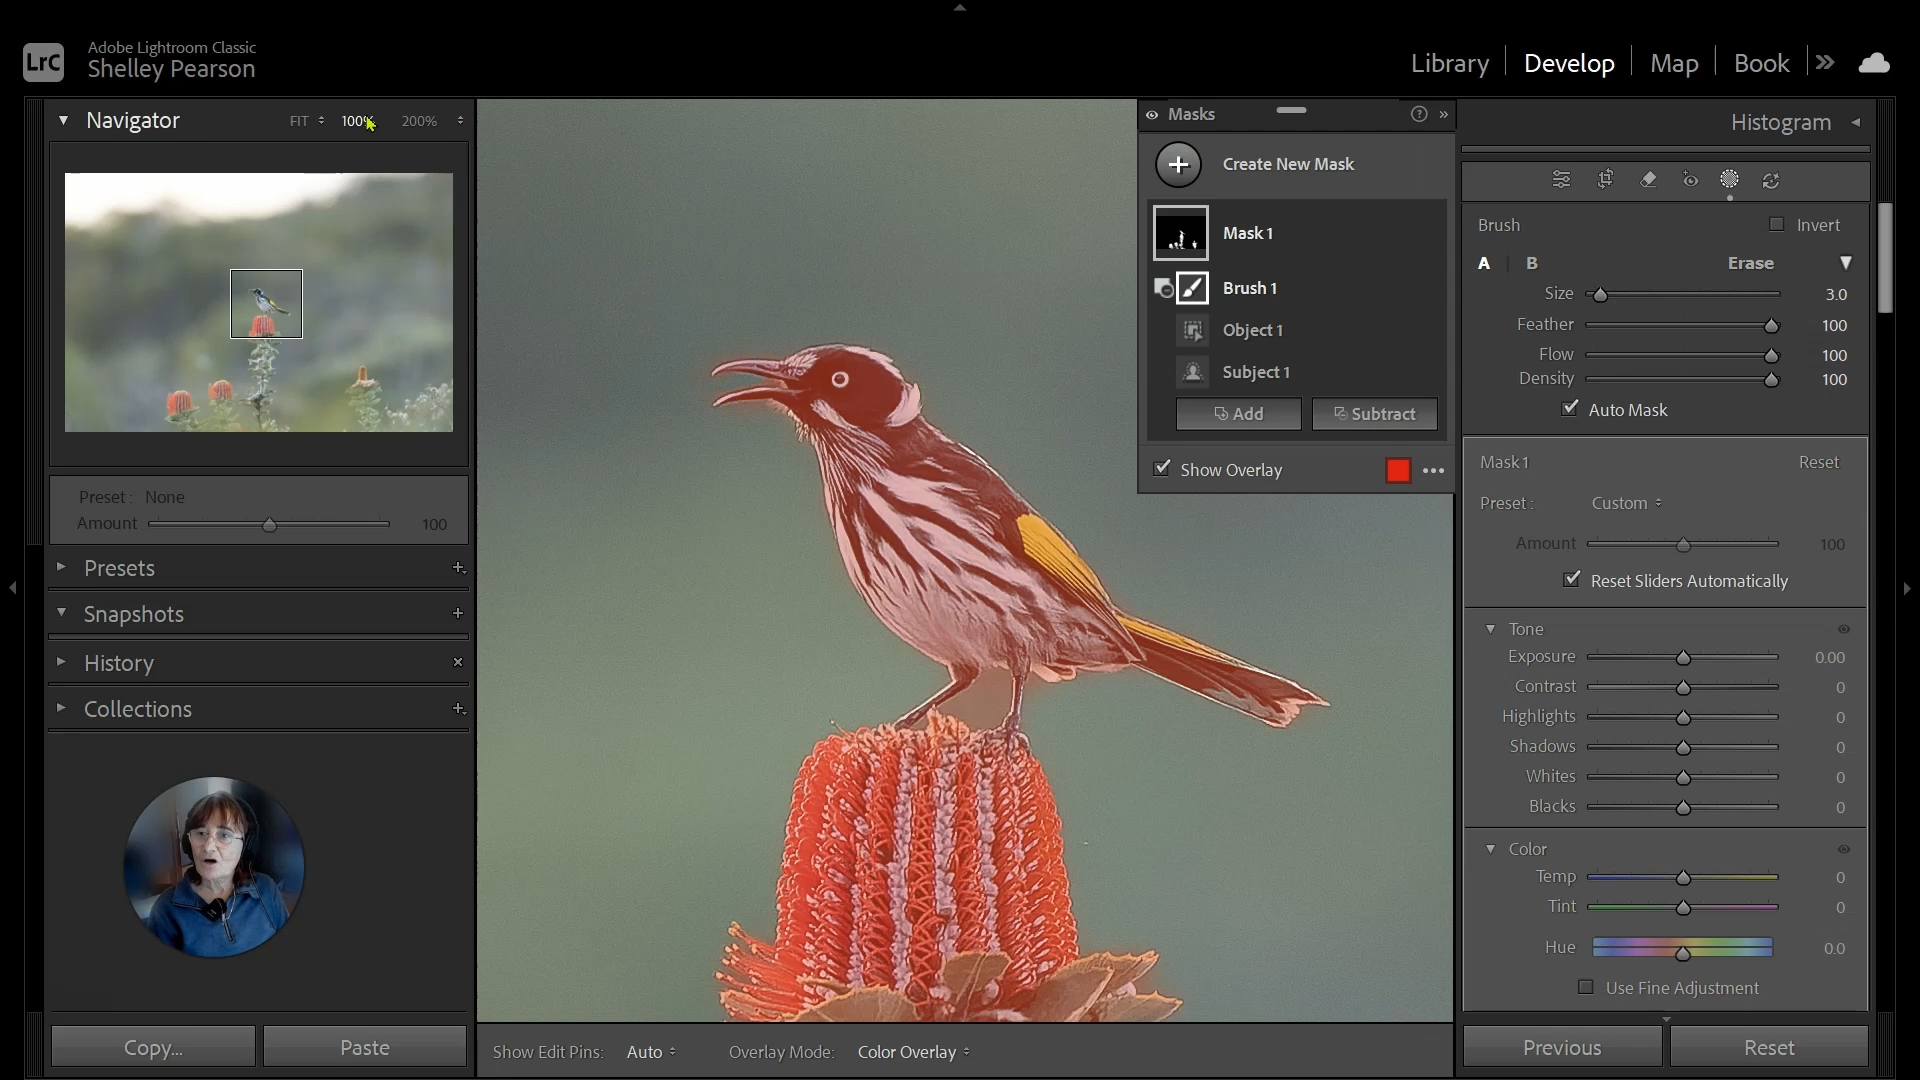 LrC
Adobe Lightroom Classic
Shelley Pearson
Library
Develop
Map
Book
Navigator
FIT
100%
200%
Preset : None
Amount
100
Presets
Snapshots
History
Collections
Copy...
Paste
Masks
Create New Mask
Mask 1
Brush 1
Object 1
Subject 1
Add
Subtract
Show Overlay
Show Edit Pins: Auto
Overlay Mode: Color Overlay
Histogram
Brush
Invert
A B Erase
Size 3.0
Feather 100
Flow 100
Density 100
Auto Mask
Mask 1 Reset
Preset : Custom
Amount 100
Reset Sliders Automatically
Tone
Exposure 0.00
Contrast 0
Highlights 0
Shadows 0
Whites 0
Blacks 0
Color
Temp 0
Tint 0
Hue 0.0
Use Fine Adjustment
Previous
Reset